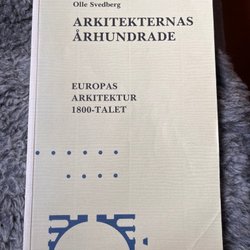 Olle Svedberg
ARKITEKTERNAS
ÅRHUNDRADE
EUROPAS
ARKITEKTUR
1800-TALET